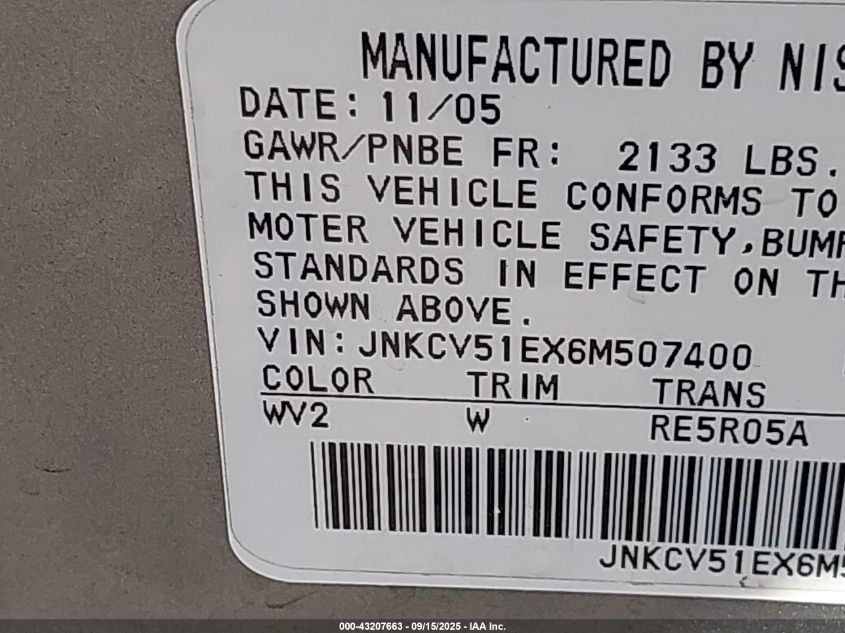 MANUFACTURED BY NIS
DATE: 11/05
GAWR/PNBE FR: 2133 LBS.
THIS VEHICLE CONFORMS TO
MOTER VEHICLE SAFETY, BUMP
STANDARDS IN EFFECT ON TH
SHOWN ABOVE.
VIN: JNKCV51EX6M507400
COLOR TRIM TRANS
WV2 W RE5R05A
JNKCV51EX6M5
000-43207663 - 09/15/2025 - IAA Inc.